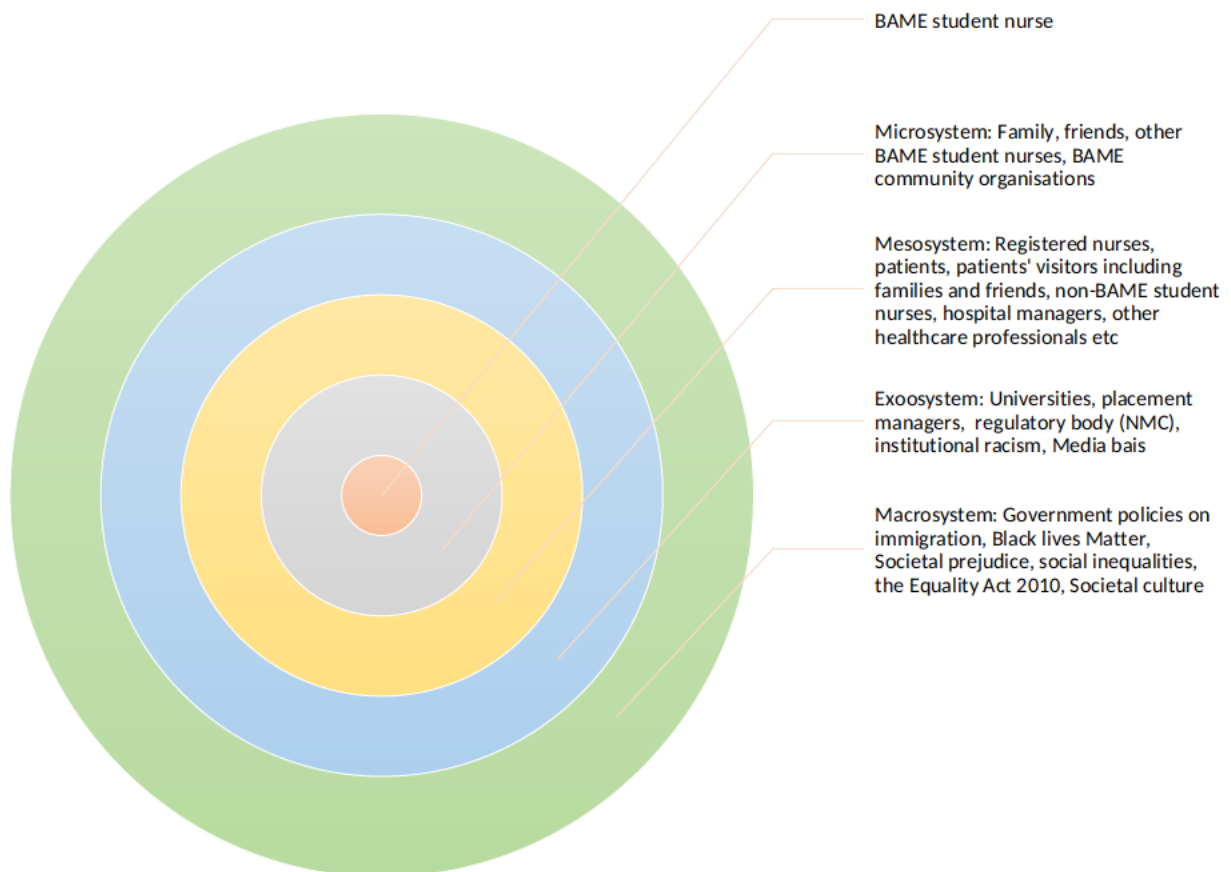 BAME student nurse
Microsystem: Family, friends, other
BAME student nurses, BAME
community organisations
Mesosystem: Registered nurses,
patients, patients' visitors including
families and friends, non-BAME student
nurses, hospital managers, other
healthcare professionals etc
Exoosystem: Universities, placement
managers, regulatory body (NMC),
institutional racism, Media bais
Macrosystem: Government policies on
immigration, Black lives Matter,
Societal prejudice, social inequalities,
the Equality Act 2010, Societal culture